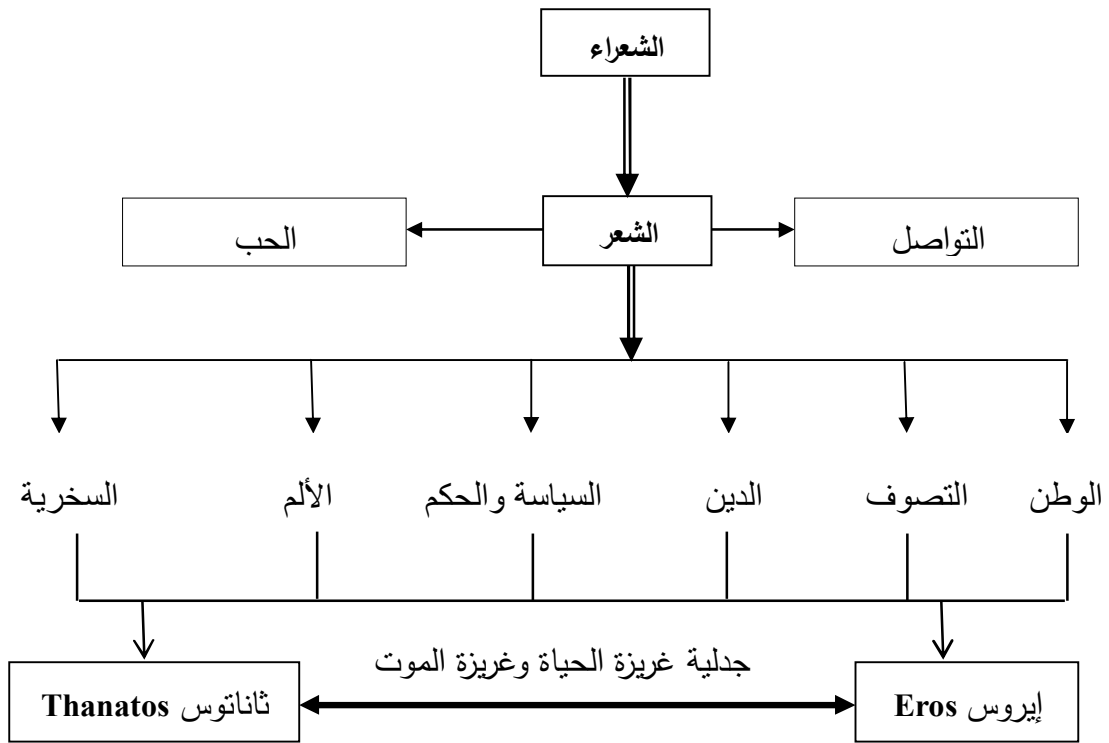 الشعراء
التواصل
الشعر
الحب
الوطن
التصوف
الدين
السياسة والحكم
الألم
السخرية
جدلية غريزة الحياة وغريزة الموت
إيروس Eros
ثاناتوس Thanatos